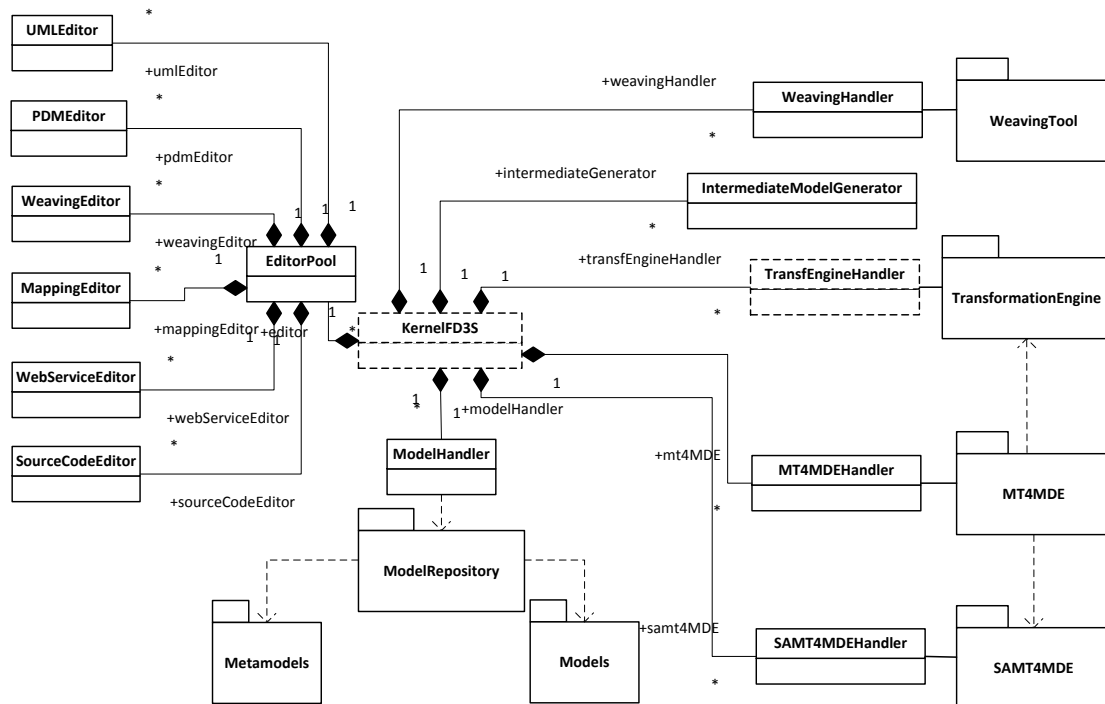 *
UMLEditor
+umlEditor
*
PDMEditor
+pdmEditor
*
WeavingEditor
1
1
1
+weavingEditor
*
1
EditorPool
MappingEditor
+mappingEditor
+editor
1
1
1
*
*
WebServiceEditor
+webServiceEditor
*
SourceCodeEditor
+sourceCodeEditor
+weavingHandler
WeavingHandler
*
WeavingTool
+intermediateGenerator
IntermediateModelGenerator
*
+transfEngineHandler
TransfEngineHandler
*
TransformationEngine
1
1
1
KernelFD3S
1
*
1
1
+modelHandler
ModelHandler
+mt4MDE
MT4MDEHandler
*
MT4MDE
ModelRepository
Metamodels
Models
+samt4MDE
SAMT4MDEHandler
*
SAMT4MDE